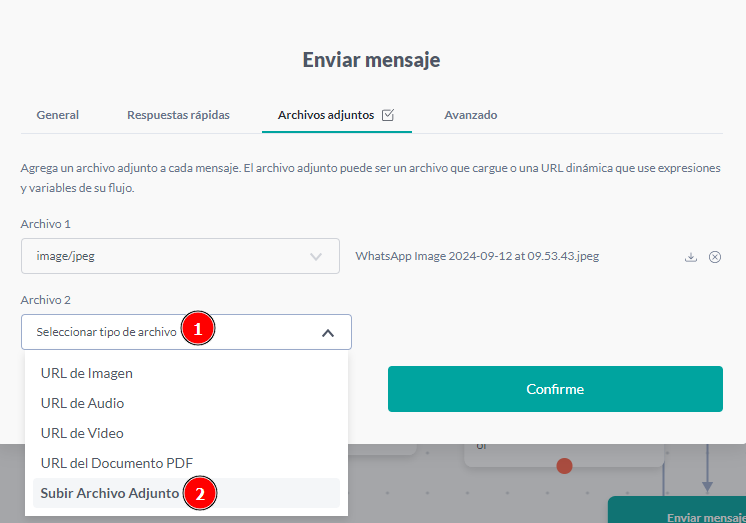 Enviar mensaje
General
Respuestas rápidas
Archivos adjuntos
Avanzado
Agrega un archivo adjunto a cada mensaje. El archivo adjunto puede ser un archivo que cargue o una URL dinámica que use expresiones
y variables de su flujo.
Archivo 1
image/jpeg
WhatsApp Image 2024-09-12 at 09.53.43.jpeg
Archivo 2
Seleccionar tipo de archivo
1
URL de Imagen
URL de Audio
URL de Video
URL del Documento PDF
Subir Archivo Adjunto
2
Confirme
Enviar mensaje